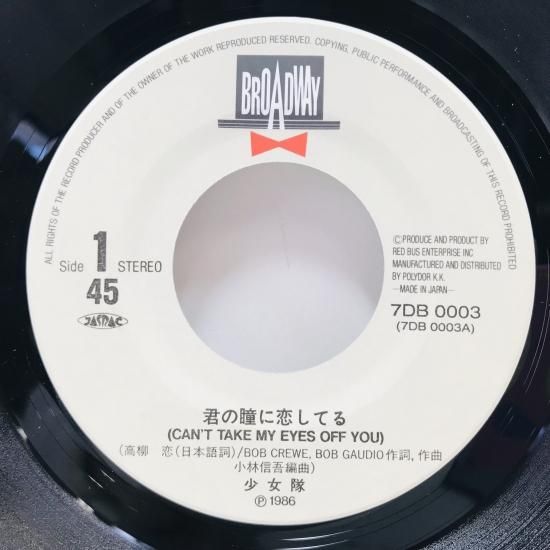 ALL RIGHTS OF THE RECORD PRODUCER AND OF THE OWNER OF THE WORK REPRODUCED RESERVED. COPYING, PUBLIC PERFORMANCE AND BROADCASTING OF THIS RECORD PROHIBITED
BROADWAY
Side 1 STEREO
45
JASRAC
ⒸPRODUCE AND PRODUCT BY
RED BUS ENTERPRISE INC
MANUFACTURED AND DISTRIBUTED
BY POLYDOR K.K.
—MADE IN JAPAN—
7DB 0003
(7DB 0003A)
君の瞳に恋してる
(CAN'T TAKE MY EYES OFF YOU)
(高柳 恋(日本語詞)/BOB CREWE, BOB GAUDIO作詞, 作曲
小林信吾編曲)
少女隊
Ⓟ 1986